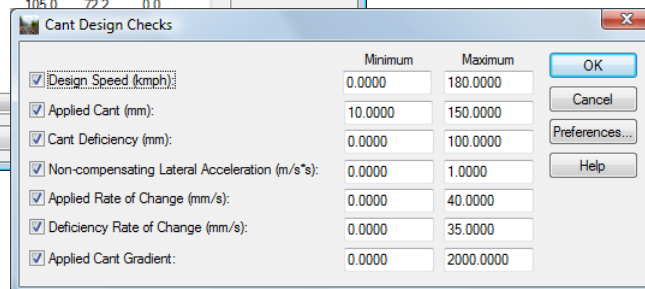 105.0 72.2 0.0
Cant Design Checks
Minimum Maximum
Design Speed (kmph): 0.0000 180.0000
OK
Applied Cant (mm): 10.0000 150.0000
Cancel
Cant Deficiency (mm): 0.0000 100.0000
Preferences...
Non-compensating Lateral Acceleration (m/s*s): 0.0000 1.0000
Help
Applied Rate of Change (mm/s): 0.0000 40.0000
Deficiency Rate of Change (mm/s): 0.0000 35.0000
Applied Cant Gradient: 0.0000 2000.0000